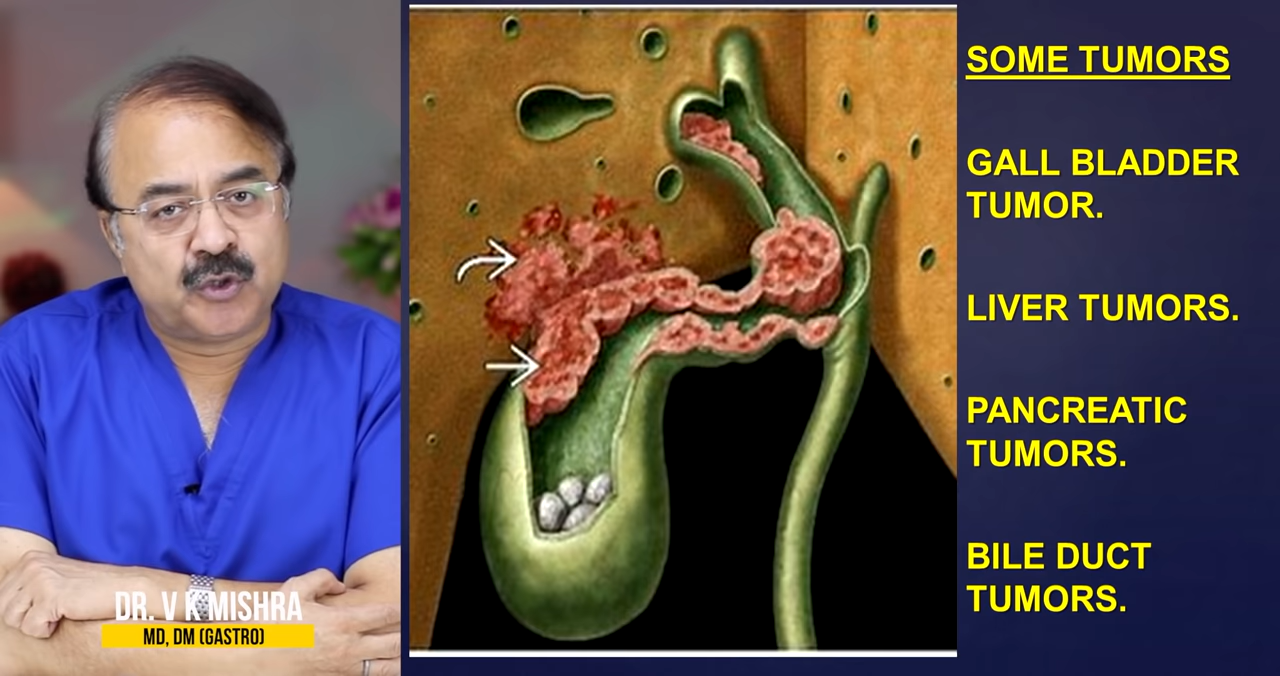 SOME TUMORS
GALL BLADDER
TUMOR.
LIVER TUMORS.
PANCREATIC
TUMORS.
BILE DUCT
TUMORS.
DR. V K MISHRA
MD, DM (GASTRO)